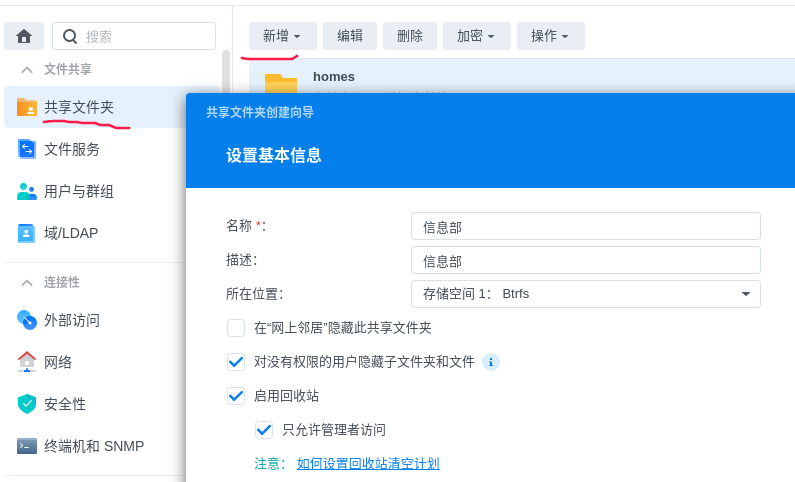 搜索
文件共享
共享文件夹
文件服务
用户与群组
域/LDAP
连接性
外部访问
网络
安全性
终端机和 SNMP
新增 编辑 删除 加密 操作
homes
共享文件夹创建向导
设置基本信息
名称 *： 信息部
描述： 信息部
所在位置： 存储空间 1： Btrfs
在“网上邻居”隐藏此共享文件夹
对没有权限的用户隐藏子文件夹和文件
启用回收站
只允许管理者访问
注意： 如何设置回收站清空计划